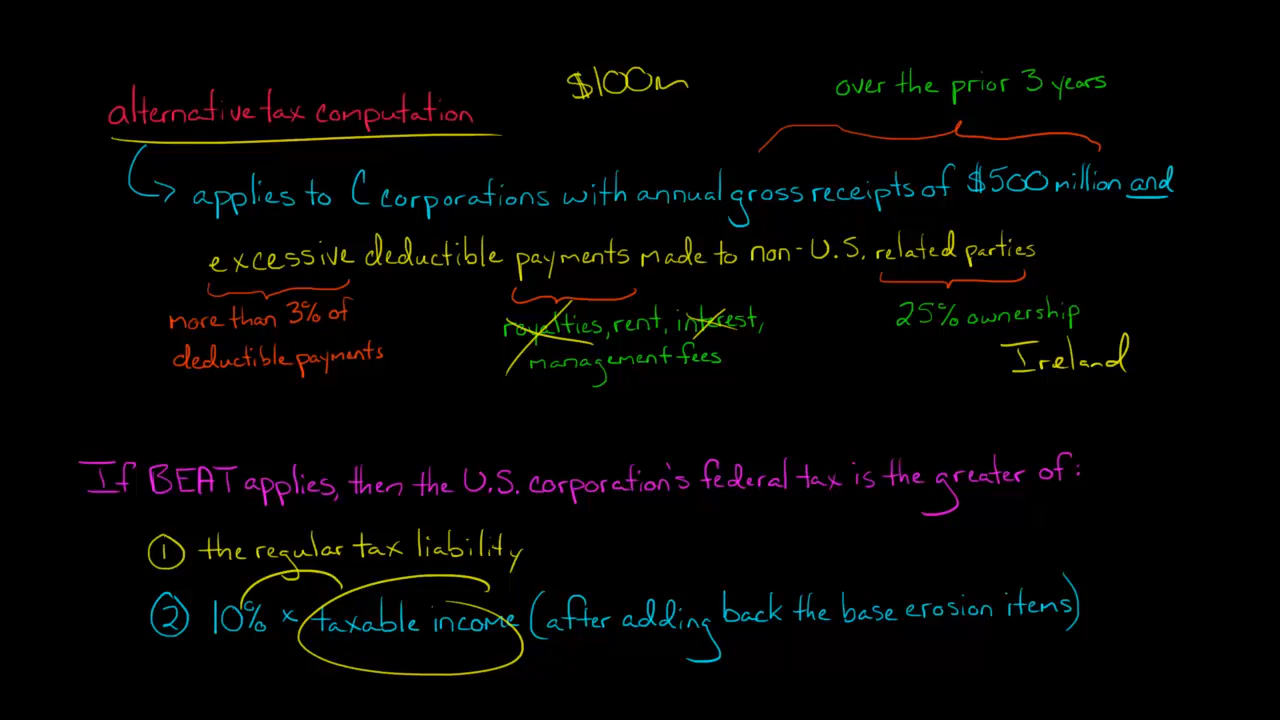 $100m
over the prior 3 years
alternative tax computation
applies to C corporations with annual gross receipts of $500 million and
excessive deductible payments made to non-U.S. related parties
more than 3% of
deductible payments
royalties, rent, interest,
management fees
25% ownership
Ireland
If BEAT applies, then the U.S. corporation's federal tax is the greater of:
① the regular tax liability
② 10% × taxable income (after adding back the base erosion items)